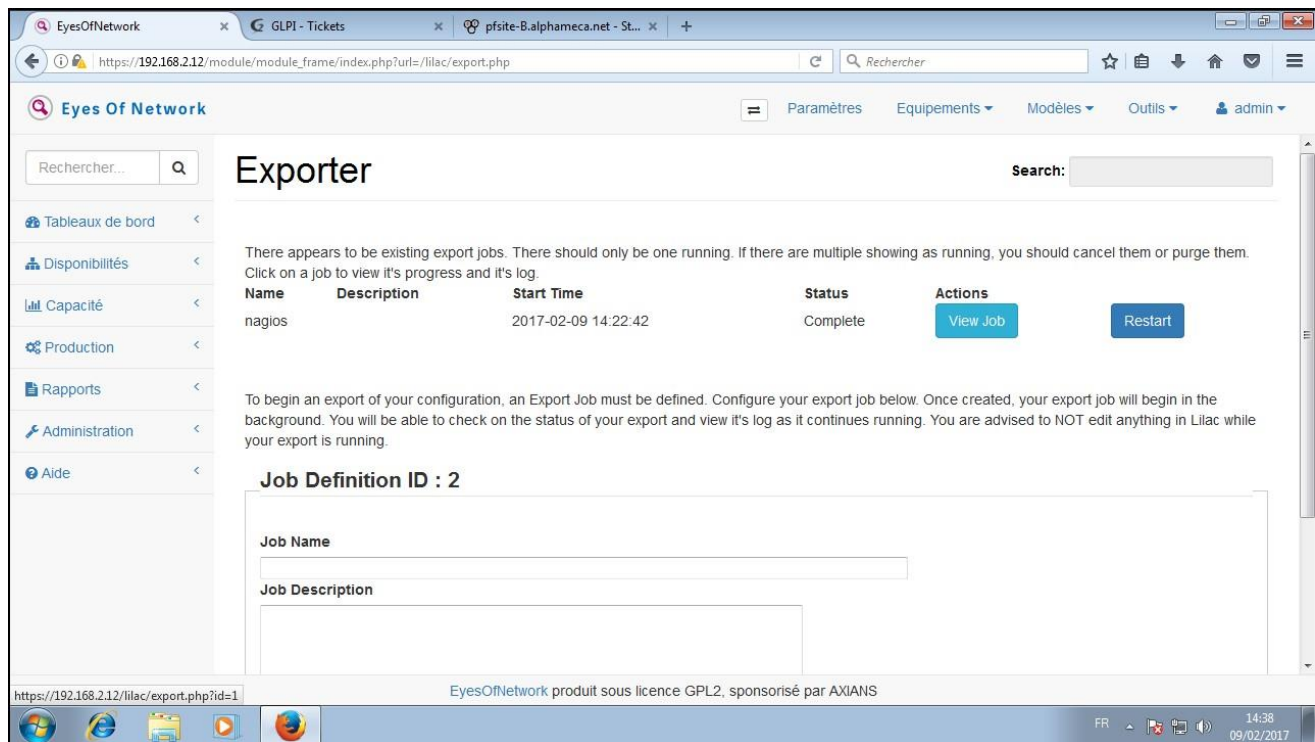 EyesOfNetwork
GLPI - Tickets
pfsite-B.alphameca.net - St...
https://192.168.2.12/module/module_frame/index.php?url=/lilac/export.php
Rechercher
Eyes Of Network
Paramètres
Equipements
Modèles
Outils
admin
Rechercher...
Exporter
Search:
Tableaux de bord
Disponibilités
Capacité
Production
Rapports
Administration
Aide
There appears to be existing export jobs. There should only be one running. If there are multiple showing as running, you should cancel them or purge them.
Click on a job to view it's progress and it's log.
Name Description Start Time Status Actions
nagios 2017-02-09 14:22:42 Complete View Job Restart
To begin an export of your configuration, an Export Job must be defined. Configure your export job below. Once created, your export job will begin in the
background. You will be able to check on the status of your export and view it's log as it continues running. You are advised to NOT edit anything in Lilac while
your export is running.
Job Definition ID : 2
Job Name
Job Description
https://192.168.2.12/lilac/export.php?id=1
EyesOfNetwork produit sous licence GPL2, sponsorisé par AXIANS
FR
14:38
09/02/2017